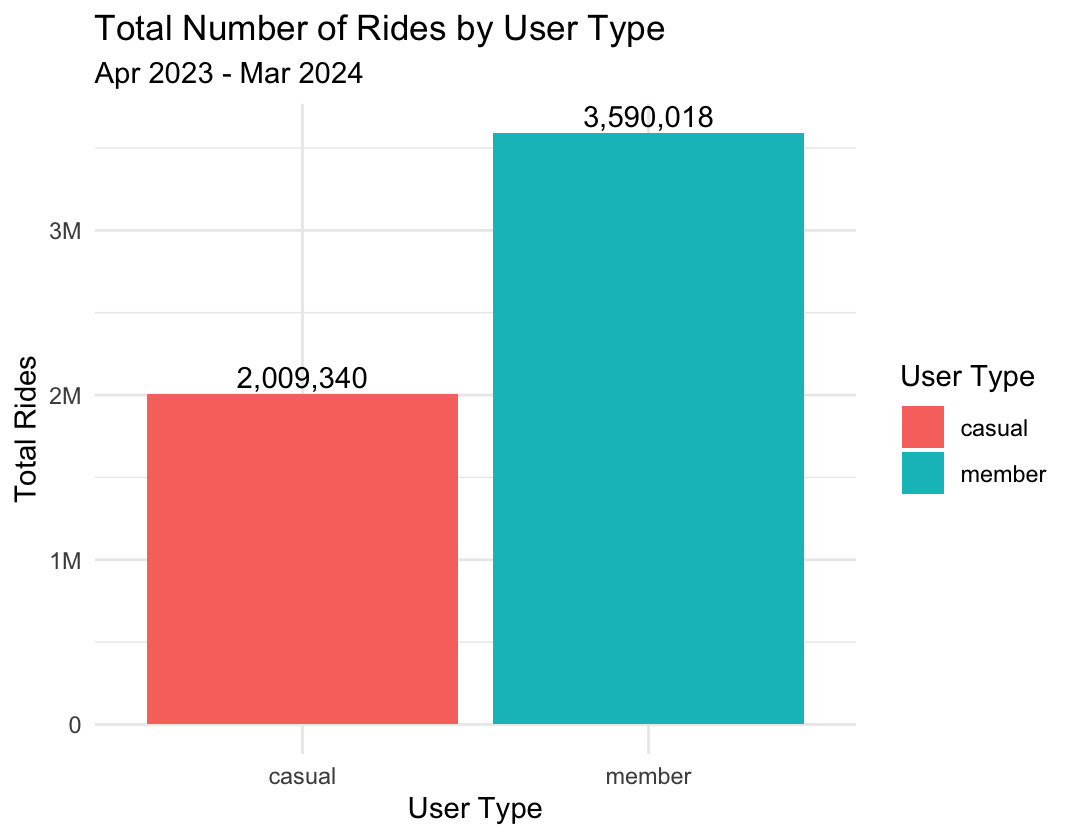 Total Number of Rides by User Type
Apr 2023 - Mar 2024
3,590,018
2,009,340
Total Rides
3M
2M
1M
0
casual
member
User Type
User Type
casual
member